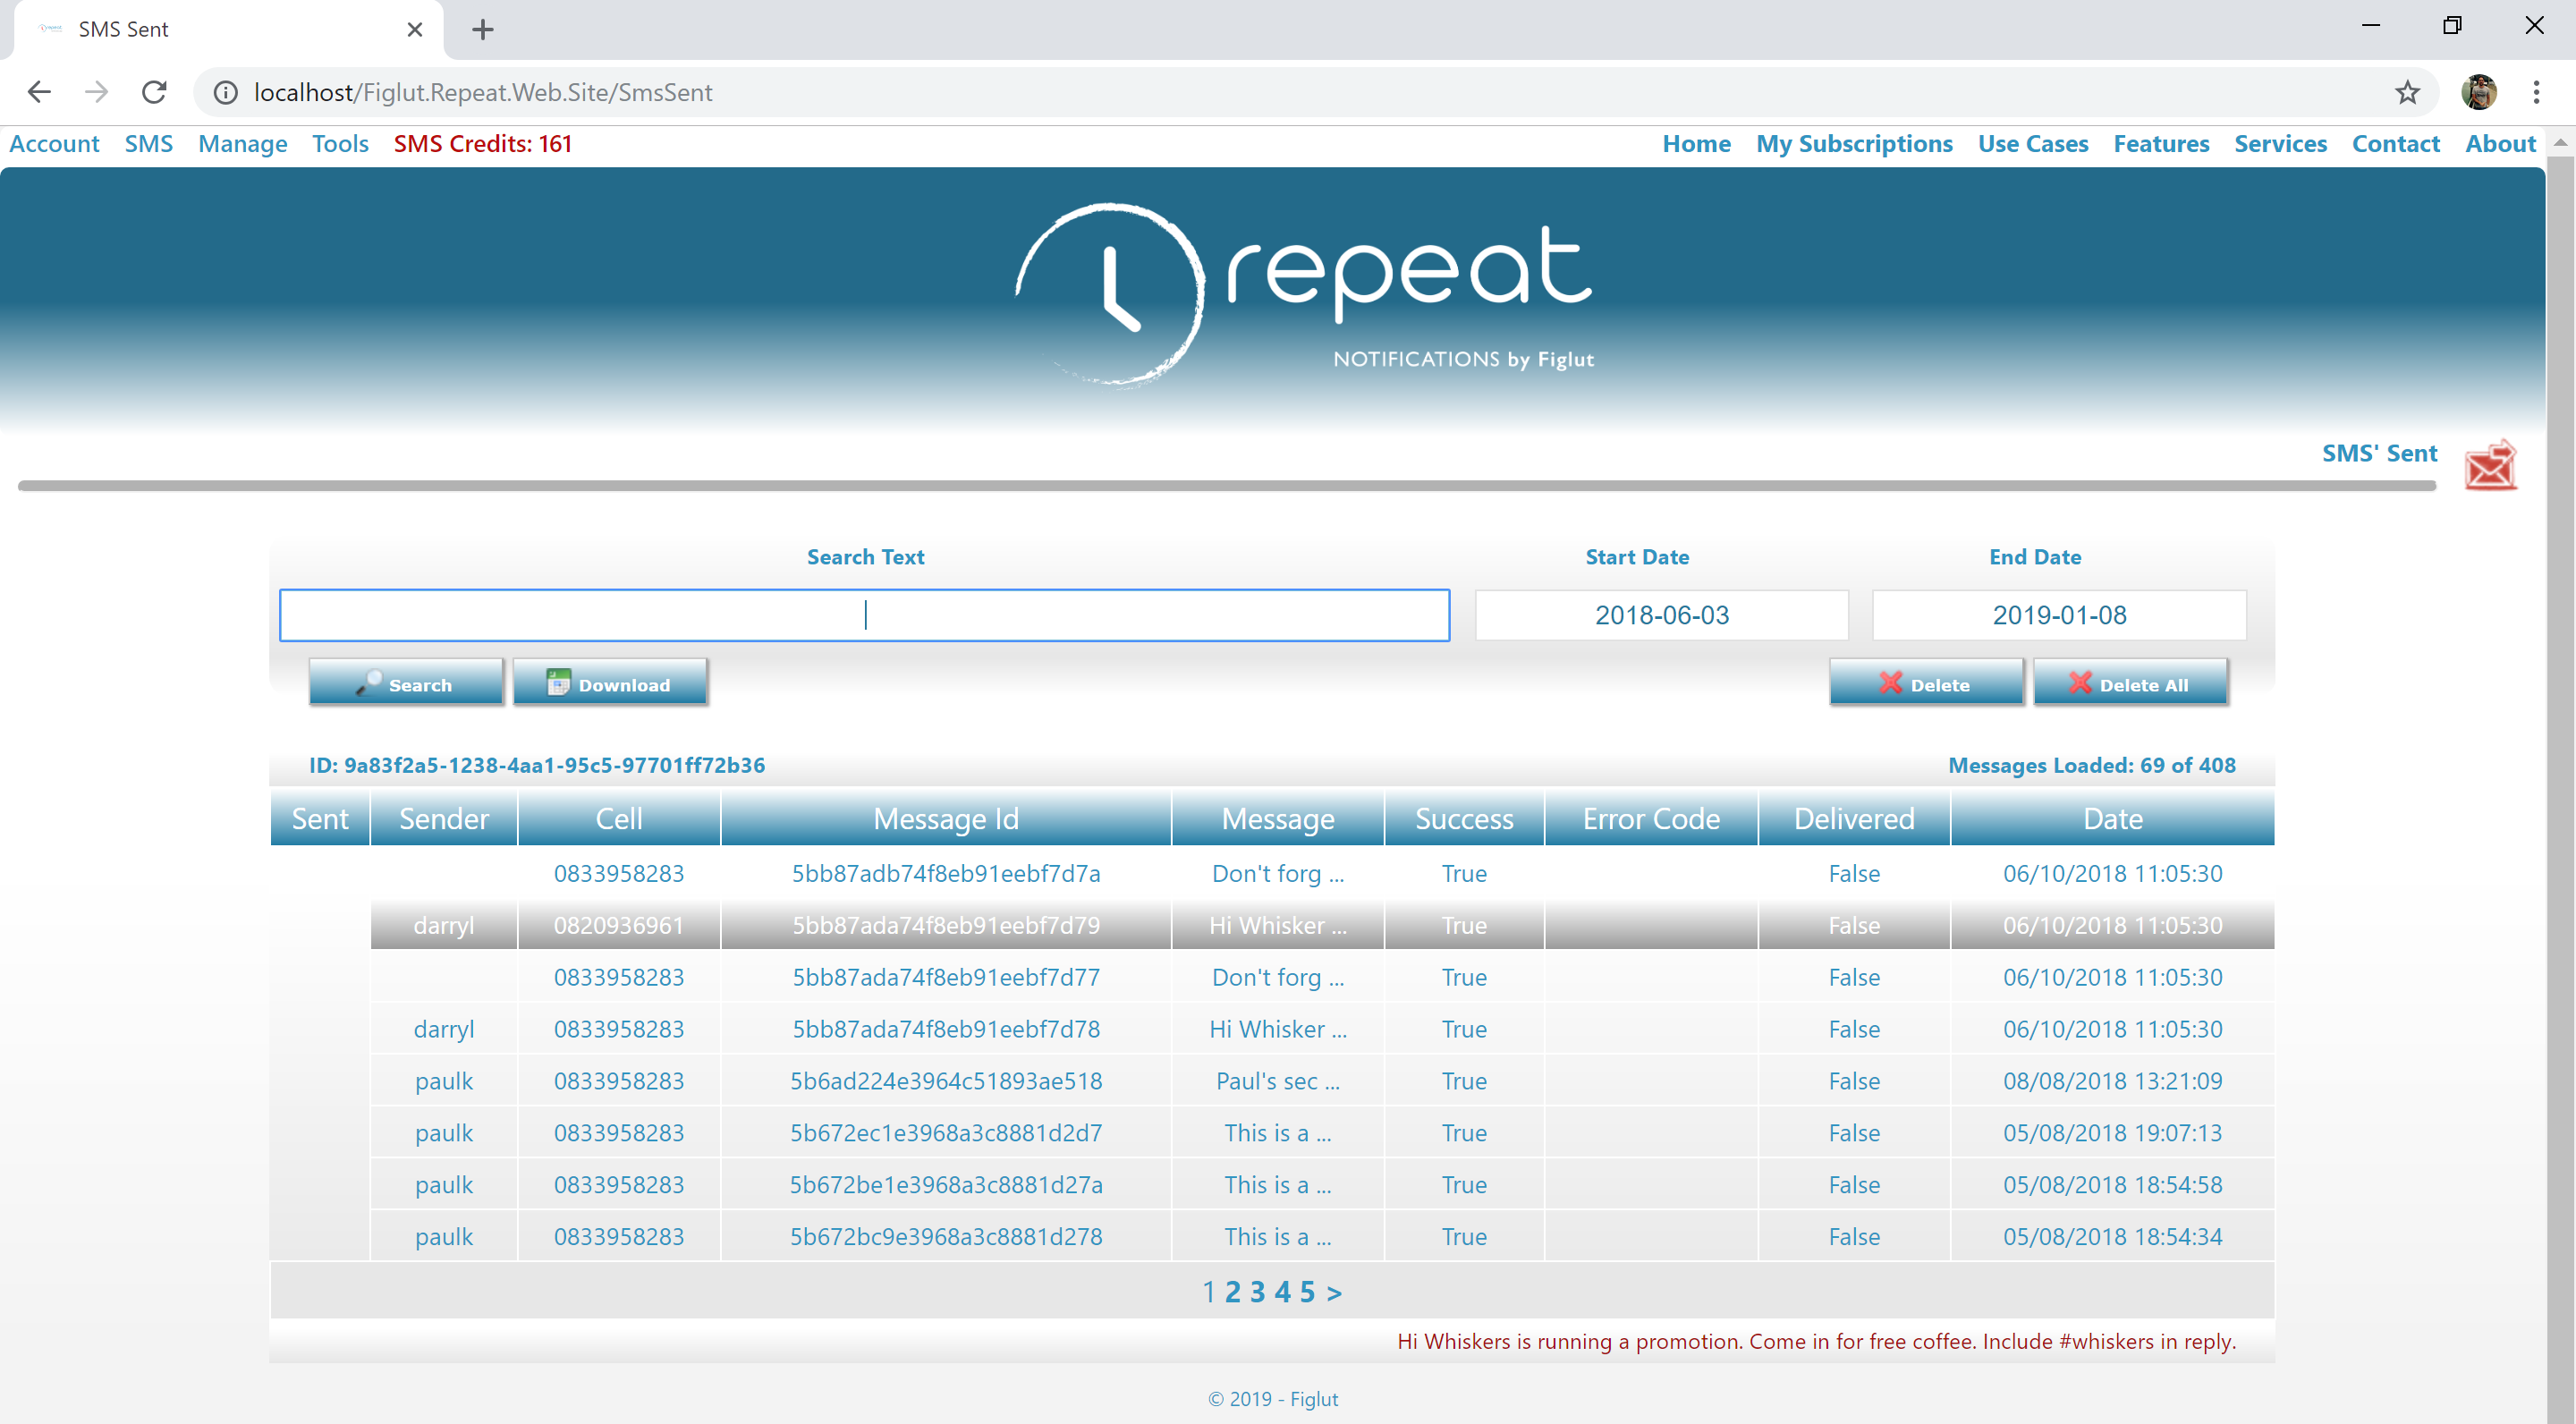 SMS Sent
localhost/Figlut.Repeat.Web.Site/SmsSent
Account SMS Manage Tools SMS Credits: 161 Home My Subscriptions Use Cases Features Services Contact About
repeat
NOTIFICATIONS by Figlut
SMS' Sent
Search Text Start Date End Date
2018-06-03 2019-01-08
Search Download Delete Delete All
ID: 9a83f2a5-1238-4aa1-95c5-97701ff72b36 Messages Loaded: 69 of 408
Sent Sender Cell Message Id Message Success Error Code Delivered Date
0833958283 5bb87adb74f8eb91eebf7d7a Don't forg ... True False 06/10/2018 11:05:30
darryl 0820936961 5bb87ada74f8eb91eebf7d79 Hi Whisker ... True False 06/10/2018 11:05:30
0833958283 5bb87ada74f8eb91eebf7d77 Don't forg ... True False 06/10/2018 11:05:30
darryl 0833958283 5bb87ada74f8eb91eebf7d78 Hi Whisker ... True False 06/10/2018 11:05:30
paulk 0833958283 5b6ad224e3964c51893ae518 Paul's sec ... True False 08/08/2018 13:21:09
paulk 0833958283 5b672ec1e3968a3c8881d2d7 This is a ... True False 05/08/2018 19:07:13
paulk 0833958283 5b672be1e3968a3c8881d27a This is a ... True False 05/08/2018 18:54:58
paulk 0833958283 5b672bc9e3968a3c8881d278 This is a ... True False 05/08/2018 18:54:34
1 2 3 4 5 >
Hi Whiskers is running a promotion. Come in for free coffee. Include #whiskers in reply.
© 2019 - Figlut